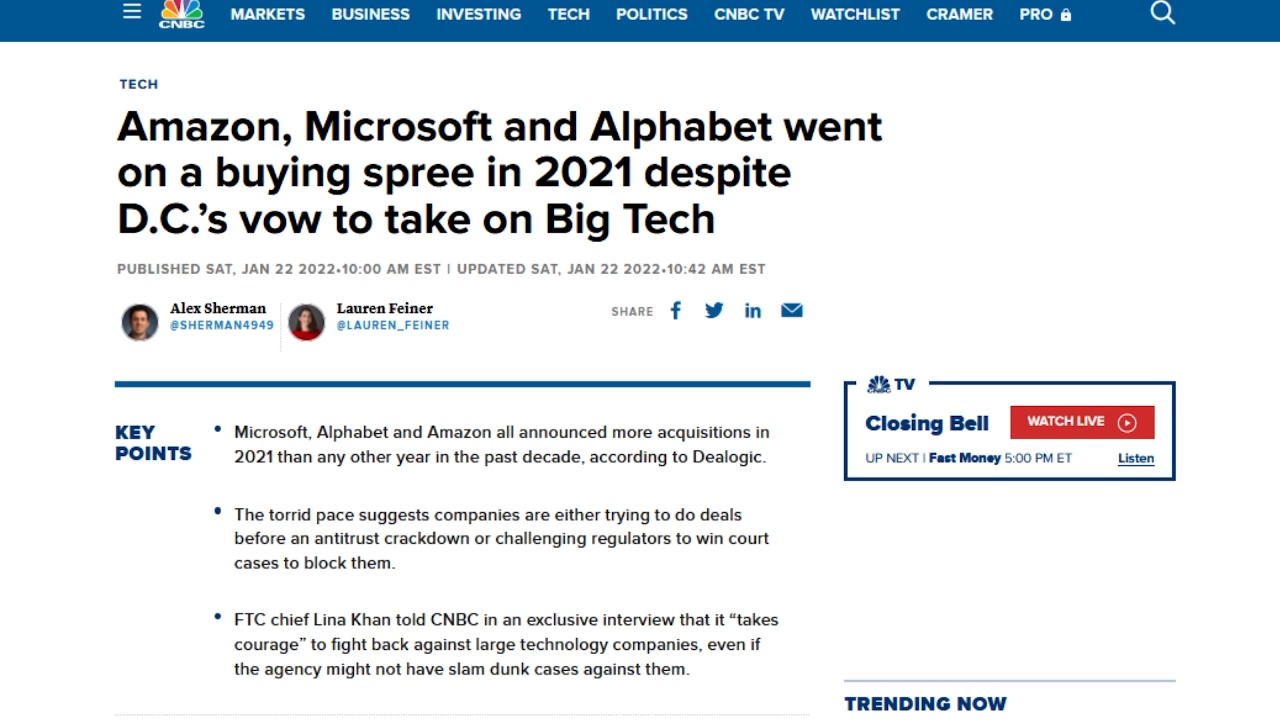 CNBC
MARKETS BUSINESS INVESTING TECH POLITICS CNBC TV WATCHLIST CRAMER PRO
TECH
Amazon, Microsoft and Alphabet went
on a buying spree in 2021 despite
D.C.’s vow to take on Big Tech
PUBLISHED SAT, JAN 22 2022•10:00 AM EST | UPDATED SAT, JAN 22 2022•10:42 AM EST
Alex Sherman
@SHERMAN4949
Lauren Feiner
@LAUREN_FEINER
SHARE
KEY
POINTS
• Microsoft, Alphabet and Amazon all announced more acquisitions in
2021 than any other year in the past decade, according to Dealogic.
• The torrid pace suggests companies are either trying to do deals
before an antitrust crackdown or challenging regulators to win court
cases to block them.
• FTC chief Lina Khan told CNBC in an exclusive interview that it “takes
courage” to fight back against large technology companies, even if
the agency might not have slam dunk cases against them.
CNBC TV
Closing Bell
WATCH LIVE
UP NEXT | Fast Money 5:00 PM ET
Listen
TRENDING NOW